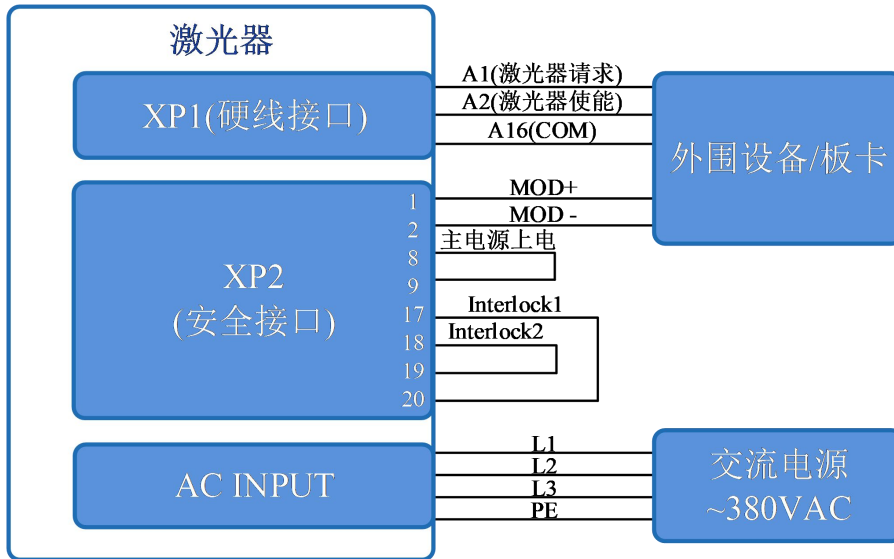 激光器
XP1(硬线接口)
A1(激光器请求)
A2(激光器使能)
A16(COM)
外围设备/板卡
XP2
(安全接口)
1
2
8
9
17
18
19
20
MOD+
MOD -
主电源上电
Interlock1
Interlock2
AC INPUT
L1
L2
L3
PE
交流电源
~380VAC